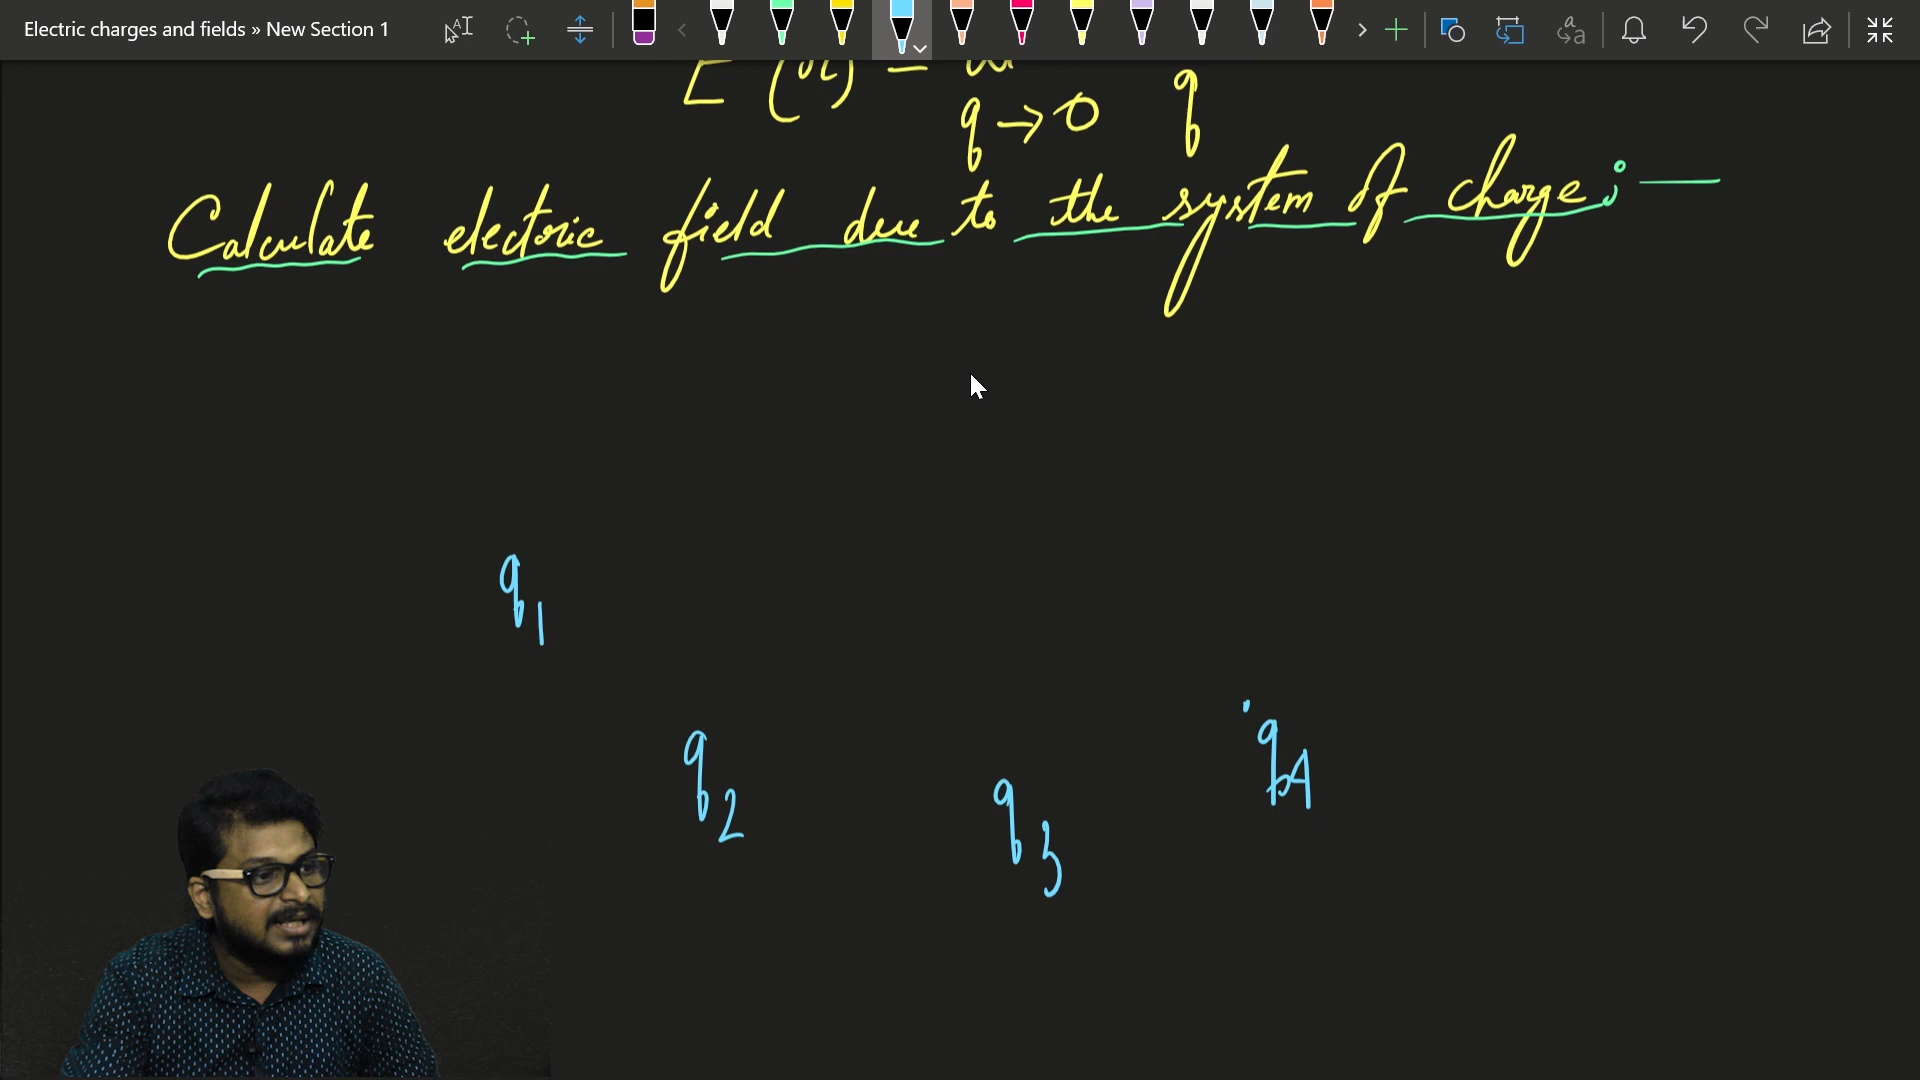 Electric charges and fields » New Section 1
q → 0 q
Calculate electric field due to the system of charge :—
q1
q2
q3
q4